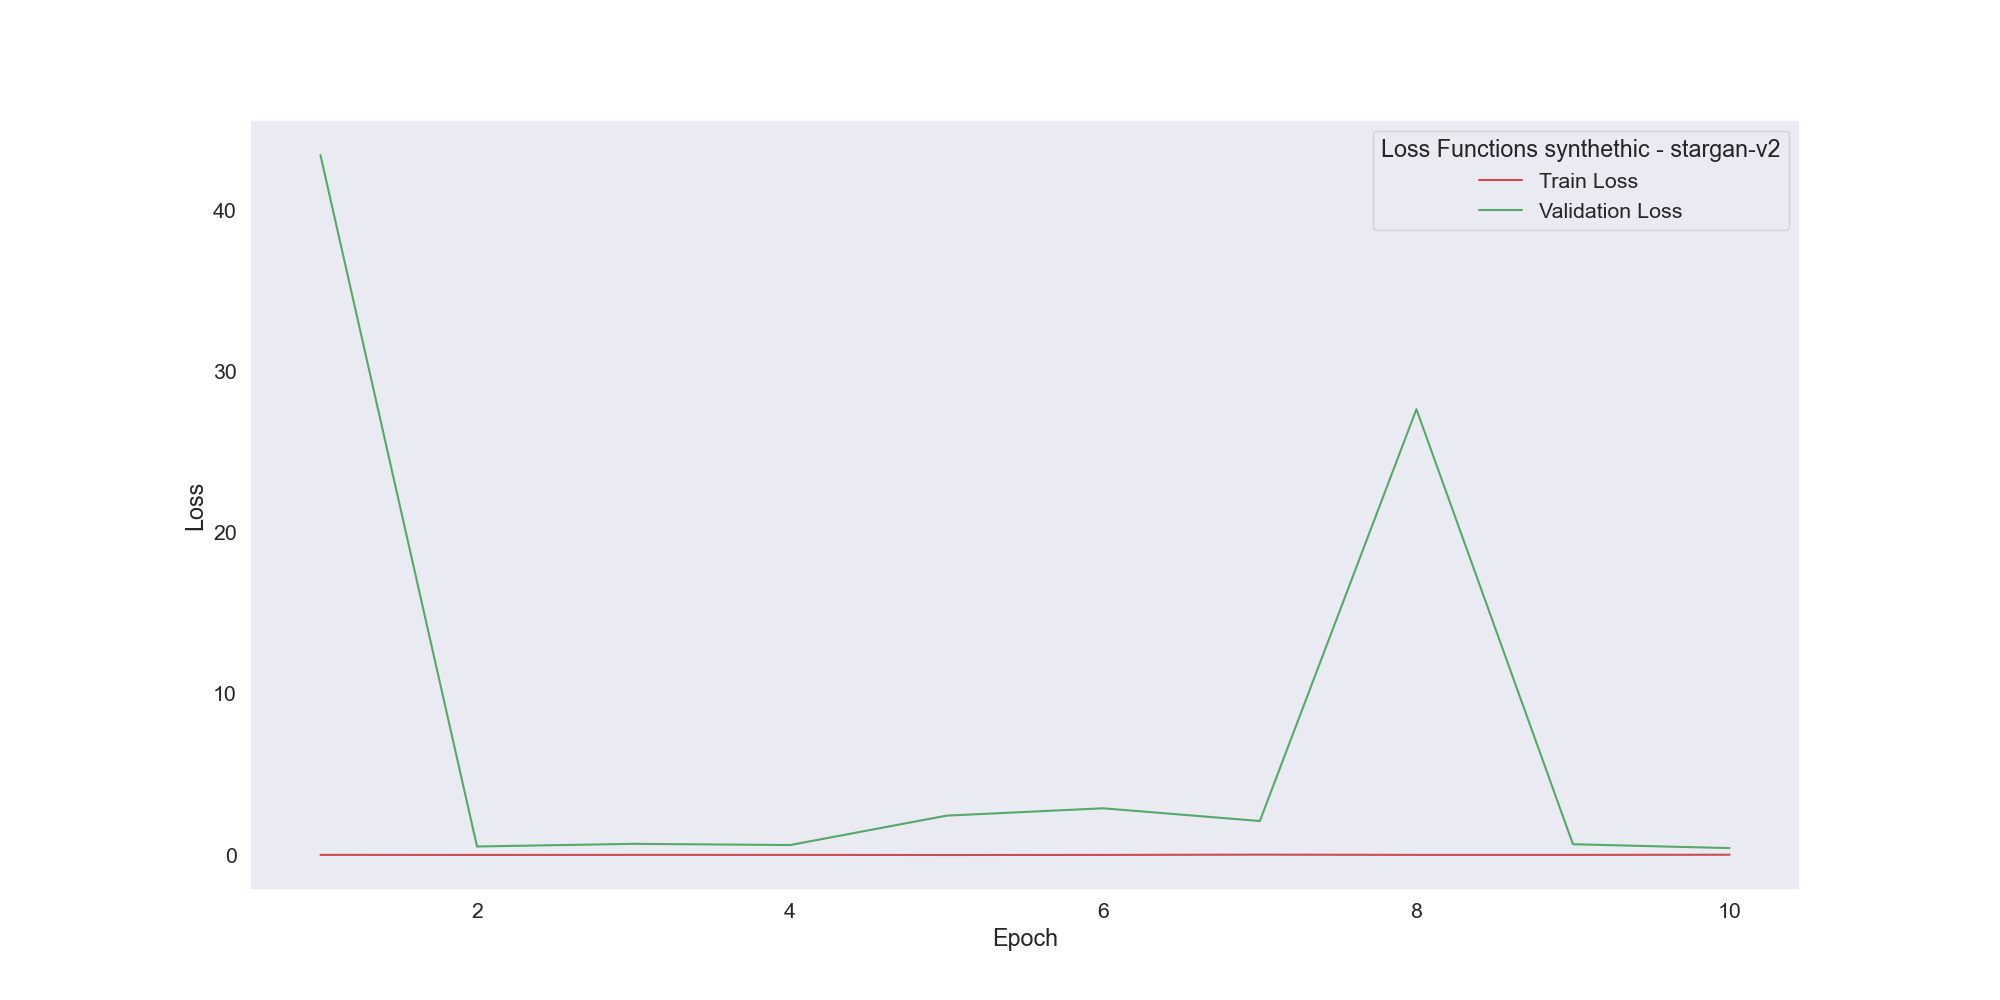 Loss Functions synthethic - stargan-v2
Train Loss
Validation Loss
40
30
20
10
0
Loss
2 4 6 8 10
Epoch